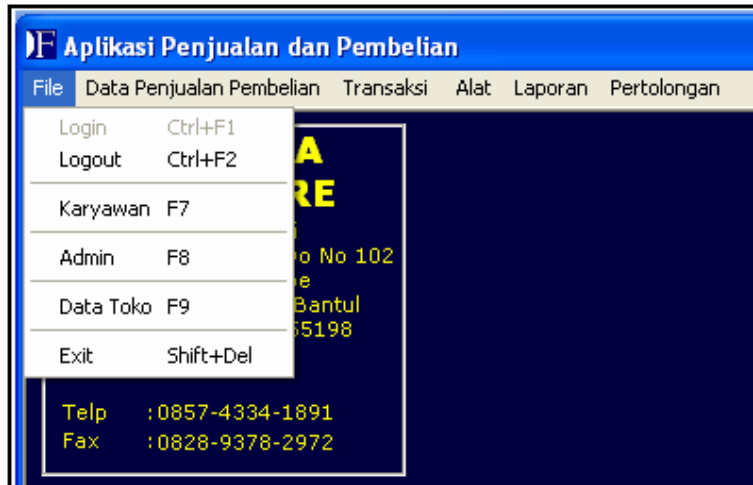 Aplikasi Penjualan dan Pembelian
File Data Penjualan Pembelian Transaksi Alat Laporan Pertolongan
Login Ctrl+F1
Logout Ctrl+F2
Karyawan F7
Admin F8
Data Toko F9
Exit Shift+Del
No 102
Bantul
Telp :0857-4334-1891
Fax :0828-9378-2972